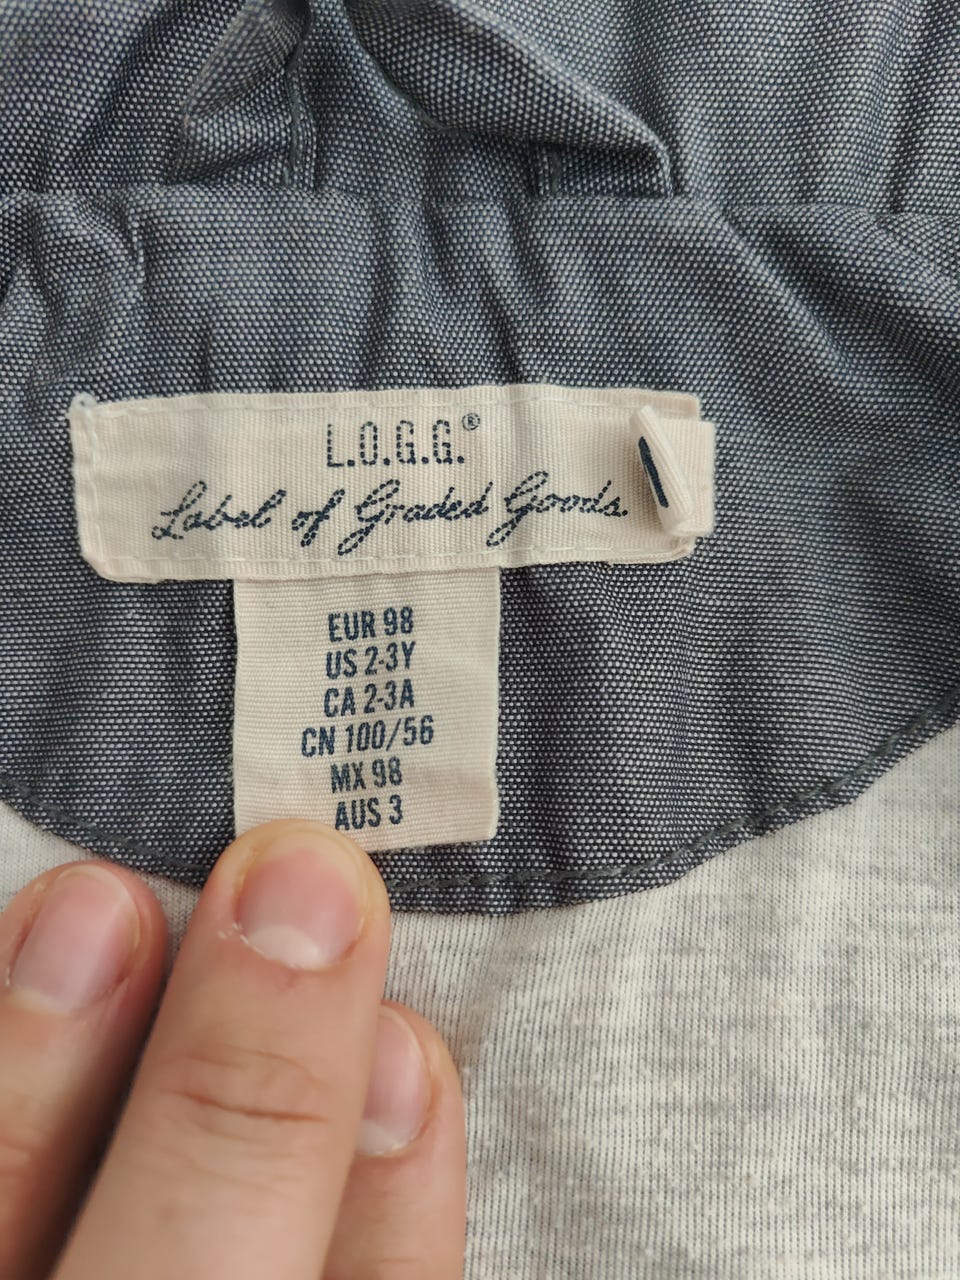 L.O.G.G.®
Label of Graded Goods.
EUR 98
US 2-3Y
CA 2-3A
CN 100/56
MX 98
AUS 3